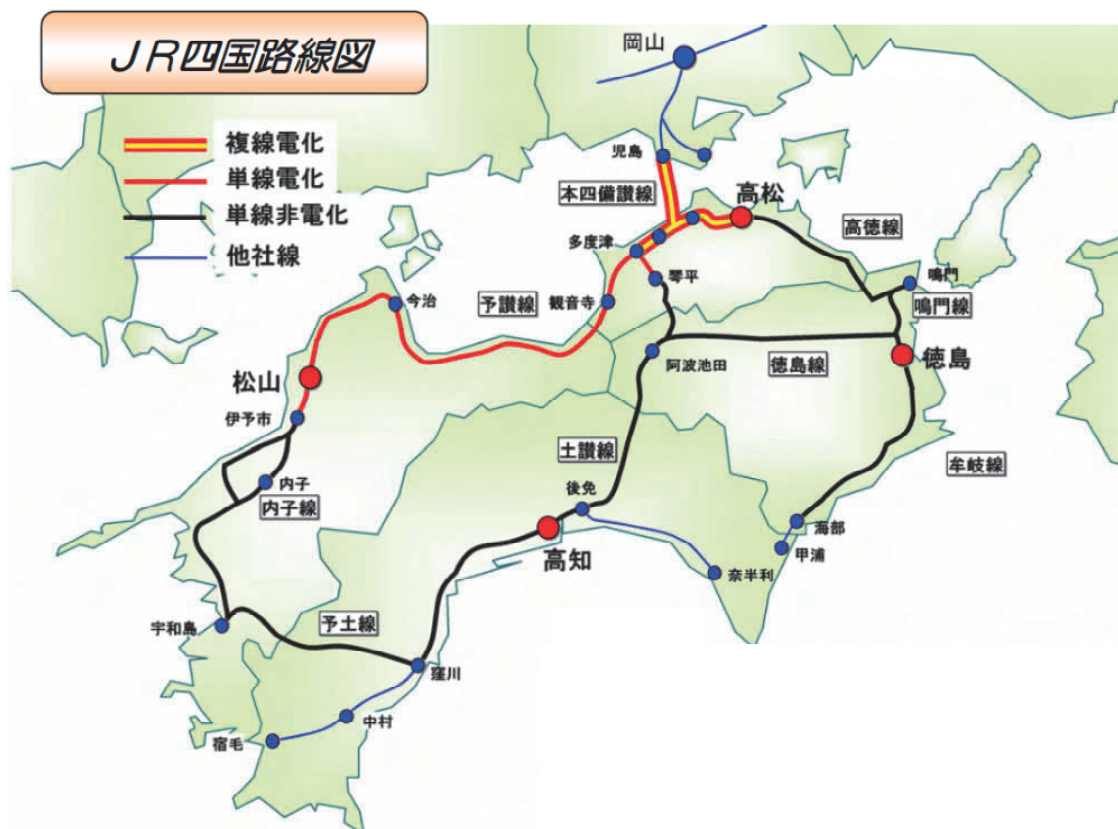 JR四国路線図
岡山
複線電化
単線電化
単線非電化
他社線
児島
本四備讃線
高松
高徳線
多度津
琴平
鳴門
鳴門線
今治
予讃線
観音寺
阿波池田
徳島線
徳島
松山
伊予市
土讃線
牟岐線
内子
内子線
後免
高知
海部
甲浦
奈半利
宇和島
予土線
窪川
中村
宿毛